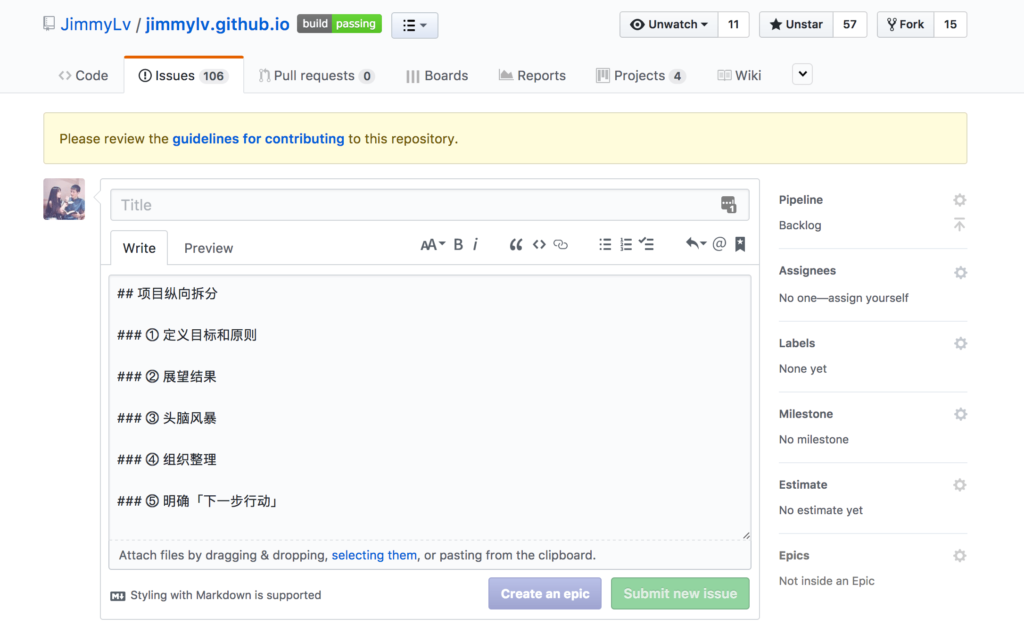 JimmyLv / jimmylv.github.io build passing Unwatch 11 Unstar 57 Fork 15
Code Issues 106 Pull requests 0 Boards Reports Projects 4 Wiki
Please review the guidelines for contributing to this repository.
Title 1
Write Preview AA B i
## 项目纵向拆分
### ① 定义目标和原则
### ② 展望结果
### ③ 头脑风暴
### ④ 组织整理
### ⑤ 明确「下一步行动」
Attach files by dragging & dropping, selecting them, or pasting from the clipboard.
Styling with Markdown is supported
Create an epic Submit new issue
Pipeline
Backlog
Assignees
No one—assign yourself
Labels
None yet
Milestone
No milestone
Estimate
No estimate yet
Epics
Not inside an Epic